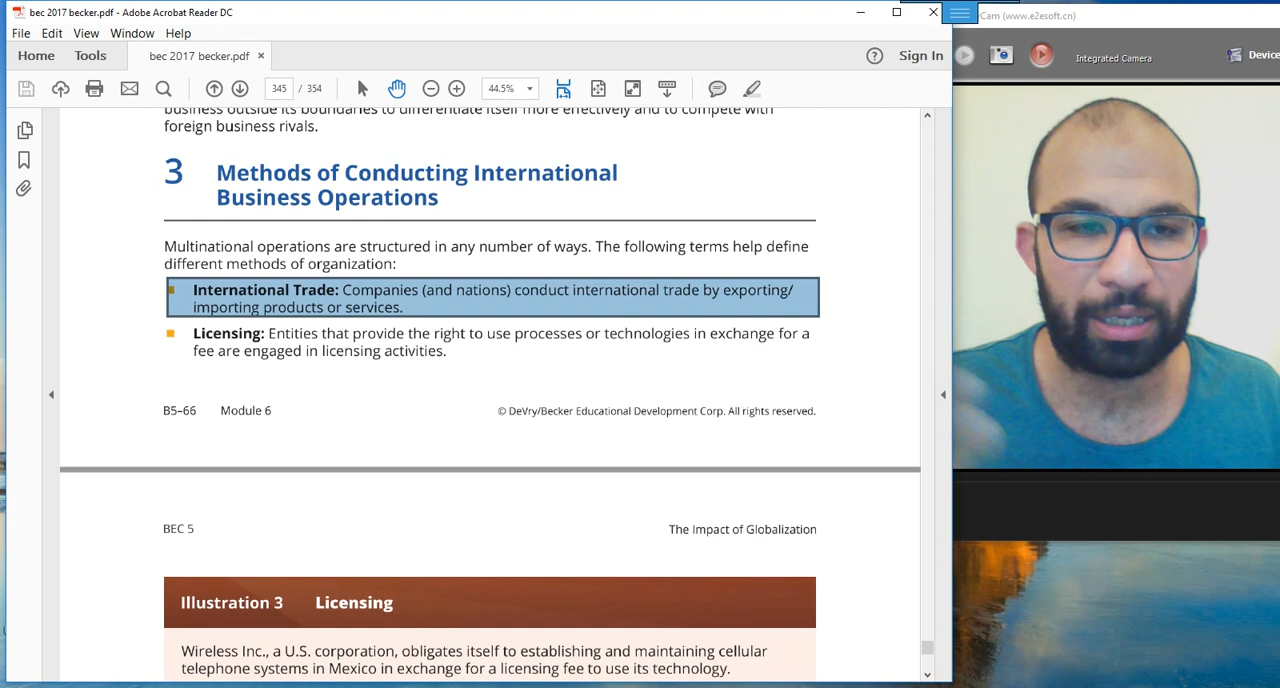 bec 2017 becker.pdf - Adobe Acrobat Reader DC
Cam (www.e2esoft.cn)
File Edit View Window Help
Home Tools bec 2017 becker.pdf × Sign In
Integrated Camera Device
345 / 354 44.5%
business outside its boundaries to differentiate itself more effectively and to compete with
foreign business rivals.
3 Methods of Conducting International
Business Operations
Multinational operations are structured in any number of ways. The following terms help define
different methods of organization:
International Trade: Companies (and nations) conduct international trade by exporting/
importing products or services.
Licensing: Entities that provide the right to use processes or technologies in exchange for a
fee are engaged in licensing activities.
B5–66 Module 6 © DeVry/Becker Educational Development Corp. All rights reserved.
BEC 5 The Impact of Globalization
Illustration 3 Licensing
Wireless Inc., a U.S. corporation, obligates itself to establishing and maintaining cellular
telephone systems in Mexico in exchange for a licensing fee to use its technology.